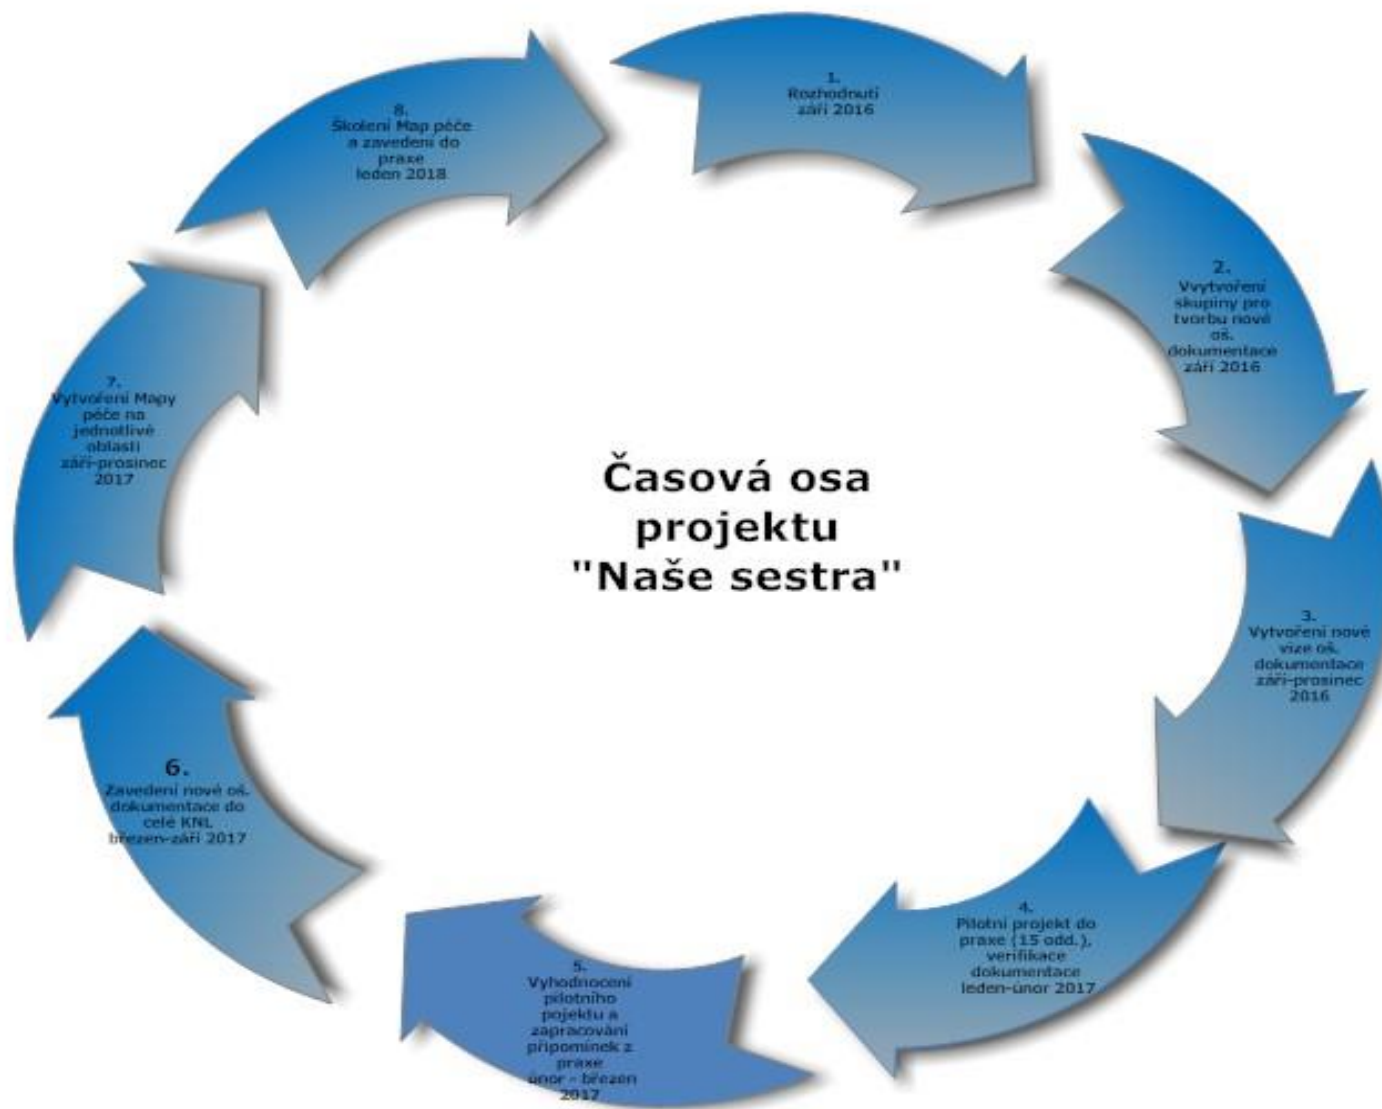 Časová osa
projektu
"Naše sestra"
1.
Rozhodnutí
září 2016
2.
Vvytvoření
skupiny pro
tvorbu nové
oš.
dokumentace
září 2016
3.
Vytvoření nové
vize oš.
dokumentace
září-prosinec
2016
4.
Pilotní projekt do
praxe (15 odd.),
verifikace
dokumentace
leden-únor 2017
5.
Vyhodnocení
pilotního
pojektu a
zapracování
připomínek z
praxe
únor - březen
2017
6.
Zavedení nové oš.
dokumentace do
celé KNL
březen-září 2017
7.
Vytvoření Mapy
péče na
jednotlivé
oblasti
září-prosinec
2017
8.
Školení Map péče
a zavedení do
praxe
leden 2018